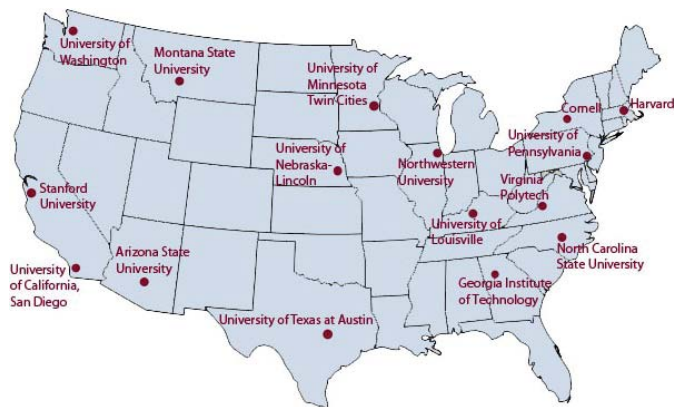 University of
Washington
Montana State
University
University of
Minnesota
Twin Cities
Cornell
Harvard
University of
Pennsylvania
University of
Nebraska-
Lincoln
Northwestern
University
Virginia
Polytech
Stanford
University
University of
Louisville
North Carolina
State University
Arizona State
University
University
of California,
San Diego
Georgia Institute
of Technology
University of Texas at Austin